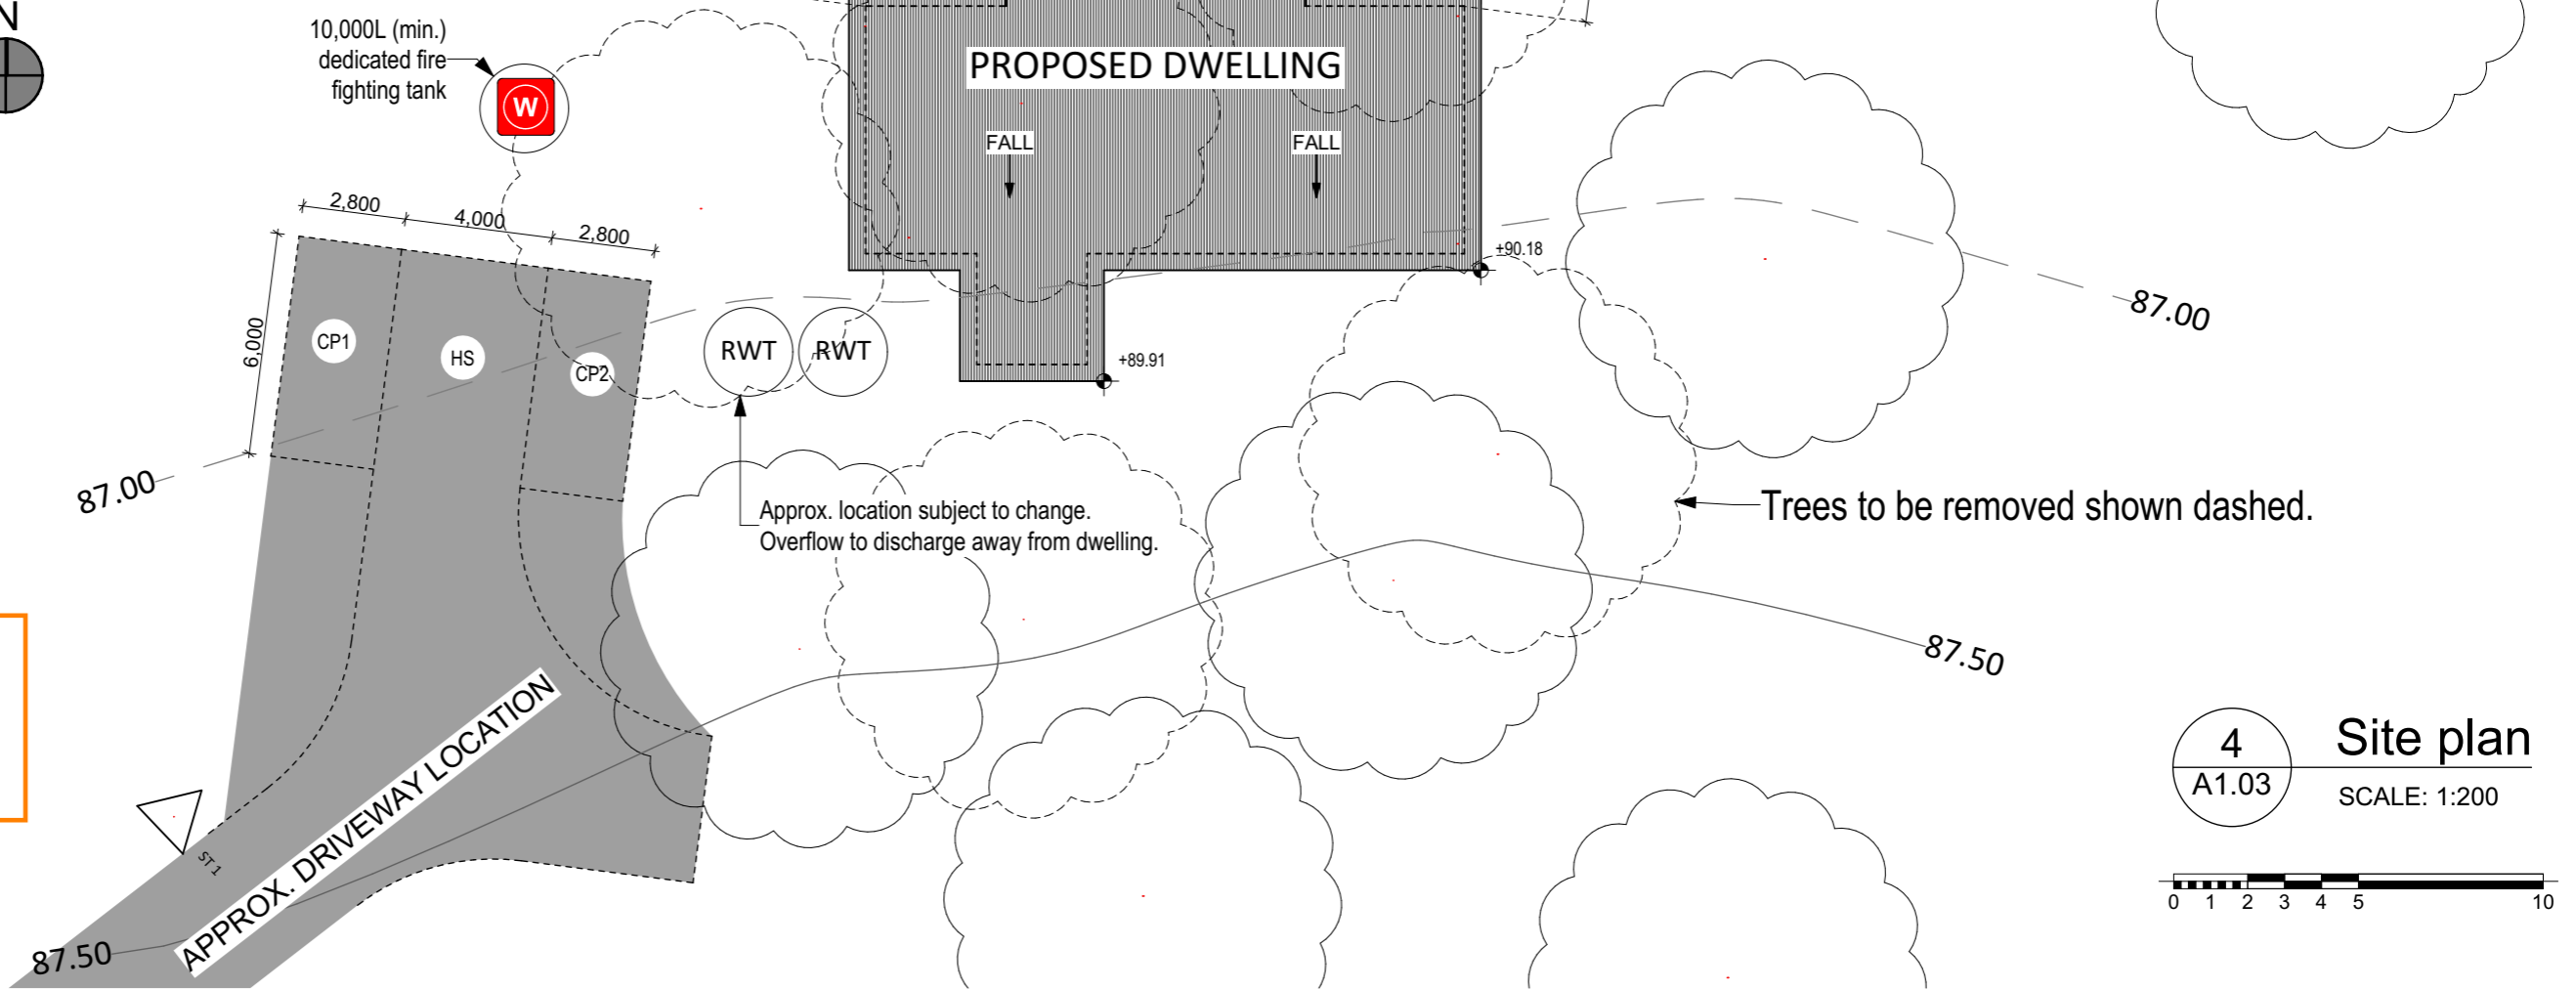 N
10,000L (min.)
dedicated fire
fighting tank
W
PROPOSED DWELLING
FALL
FALL
2,800
4,000
2,800
6,000
+90.18
87.00
CP1
HS
CP2
RWT
RWT
+89.91
87.00
Approx. location subject to change.
Overflow to discharge away from dwelling.
Trees to be removed shown dashed.
87.50
APPROX. DRIVEWAY LOCATION
ST 1
87.50
4
A1.03
Site plan
SCALE: 1:200
0 1 2 3 4 5 10